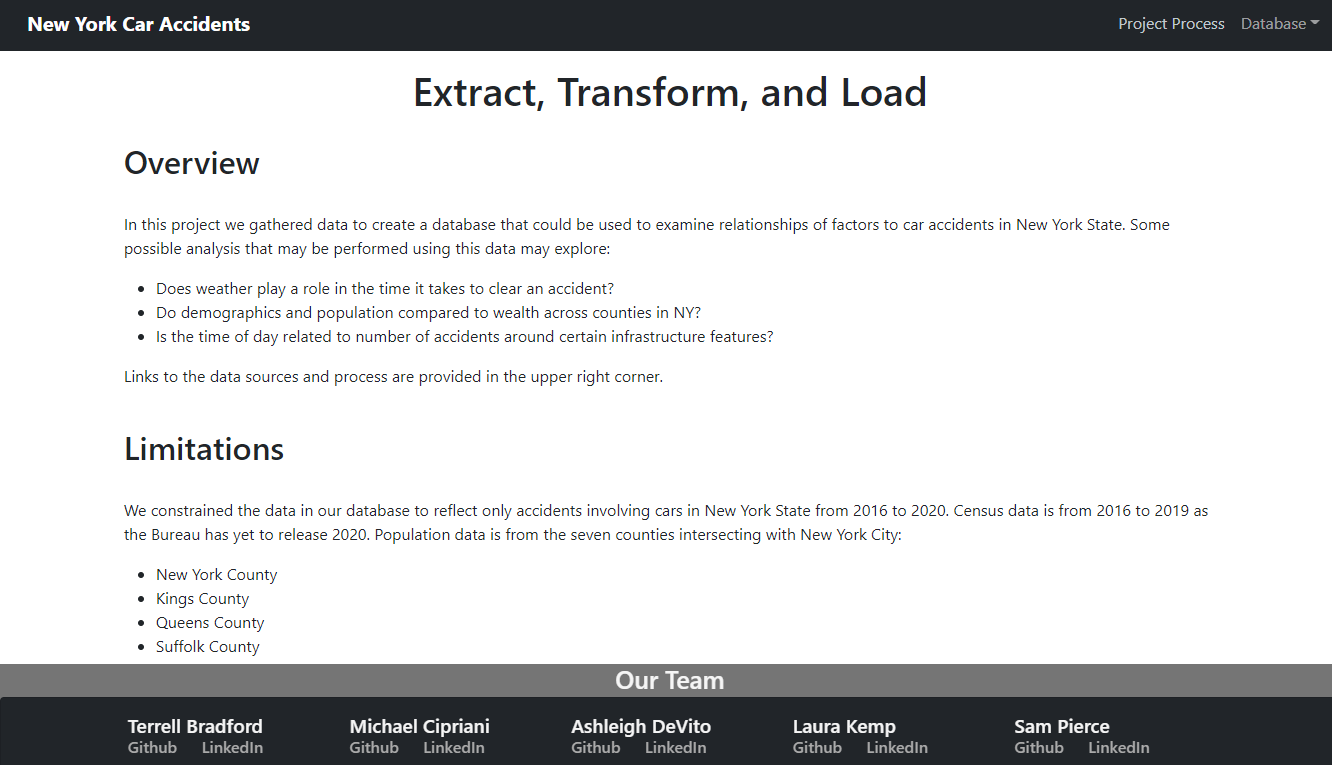 New York Car Accidents
Project Process Database
Extract, Transform, and Load
Overview
In this project we gathered data to create a database that could be used to examine relationships of factors to car accidents in New York State. Some
possible analysis that may be performed using this data may explore:
Does weather play a role in the time it takes to clear an accident?
Do demographics and population compared to wealth across counties in NY?
Is the time of day related to number of accidents around certain infrastructure features?
Links to the data sources and process are provided in the upper right corner.
Limitations
We constrained the data in our database to reflect only accidents involving cars in New York State from 2016 to 2020. Census data is from 2016 to 2019 as
the Bureau has yet to release 2020. Population data is from the seven counties intersecting with New York City:
New York County
Kings County
Queens County
Suffolk County
Our Team
Terrell Bradford Michael Cipriani Ashleigh DeVito Laura Kemp Sam Pierce
Github LinkedIn Github LinkedIn Github LinkedIn Github LinkedIn Github LinkedIn